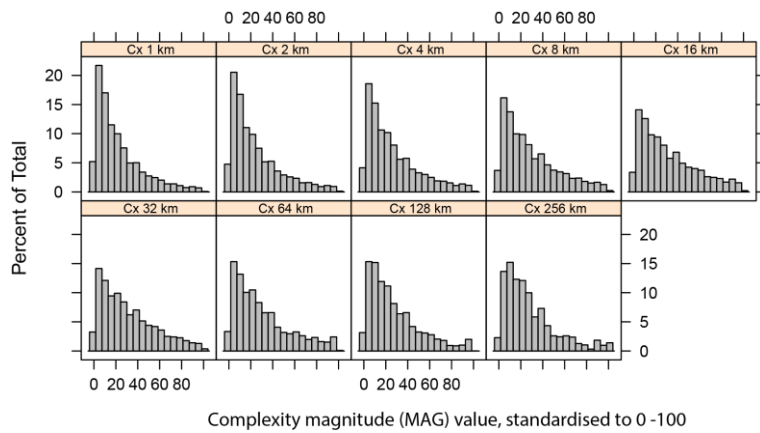 0 20 40 60 80 0 20 40 60 80
Cx 1 km Cx 2 km Cx 4 km Cx 8 km Cx 16 km
20
15
10
5
0
Percent of Total
Cx 32 km Cx 64 km Cx 128 km Cx 256 km
20
15
10
5
0
0 20 40 60 80 0 20 40 60 80
Complexity magnitude (MAG) value, standardised to 0 -100